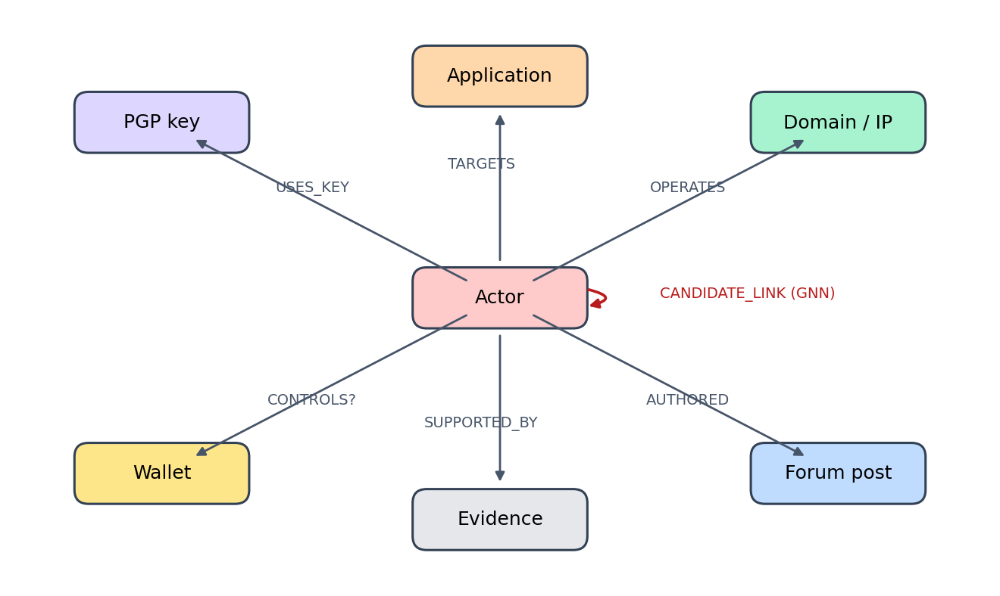 Application
PGP key
Domain / IP
TARGETS
USES_KEY
OPERATES
Actor
CANDIDATE_LINK (GNN)
CONTROLS?
AUTHORED
SUPPORTED_BY
Wallet
Forum post
Evidence